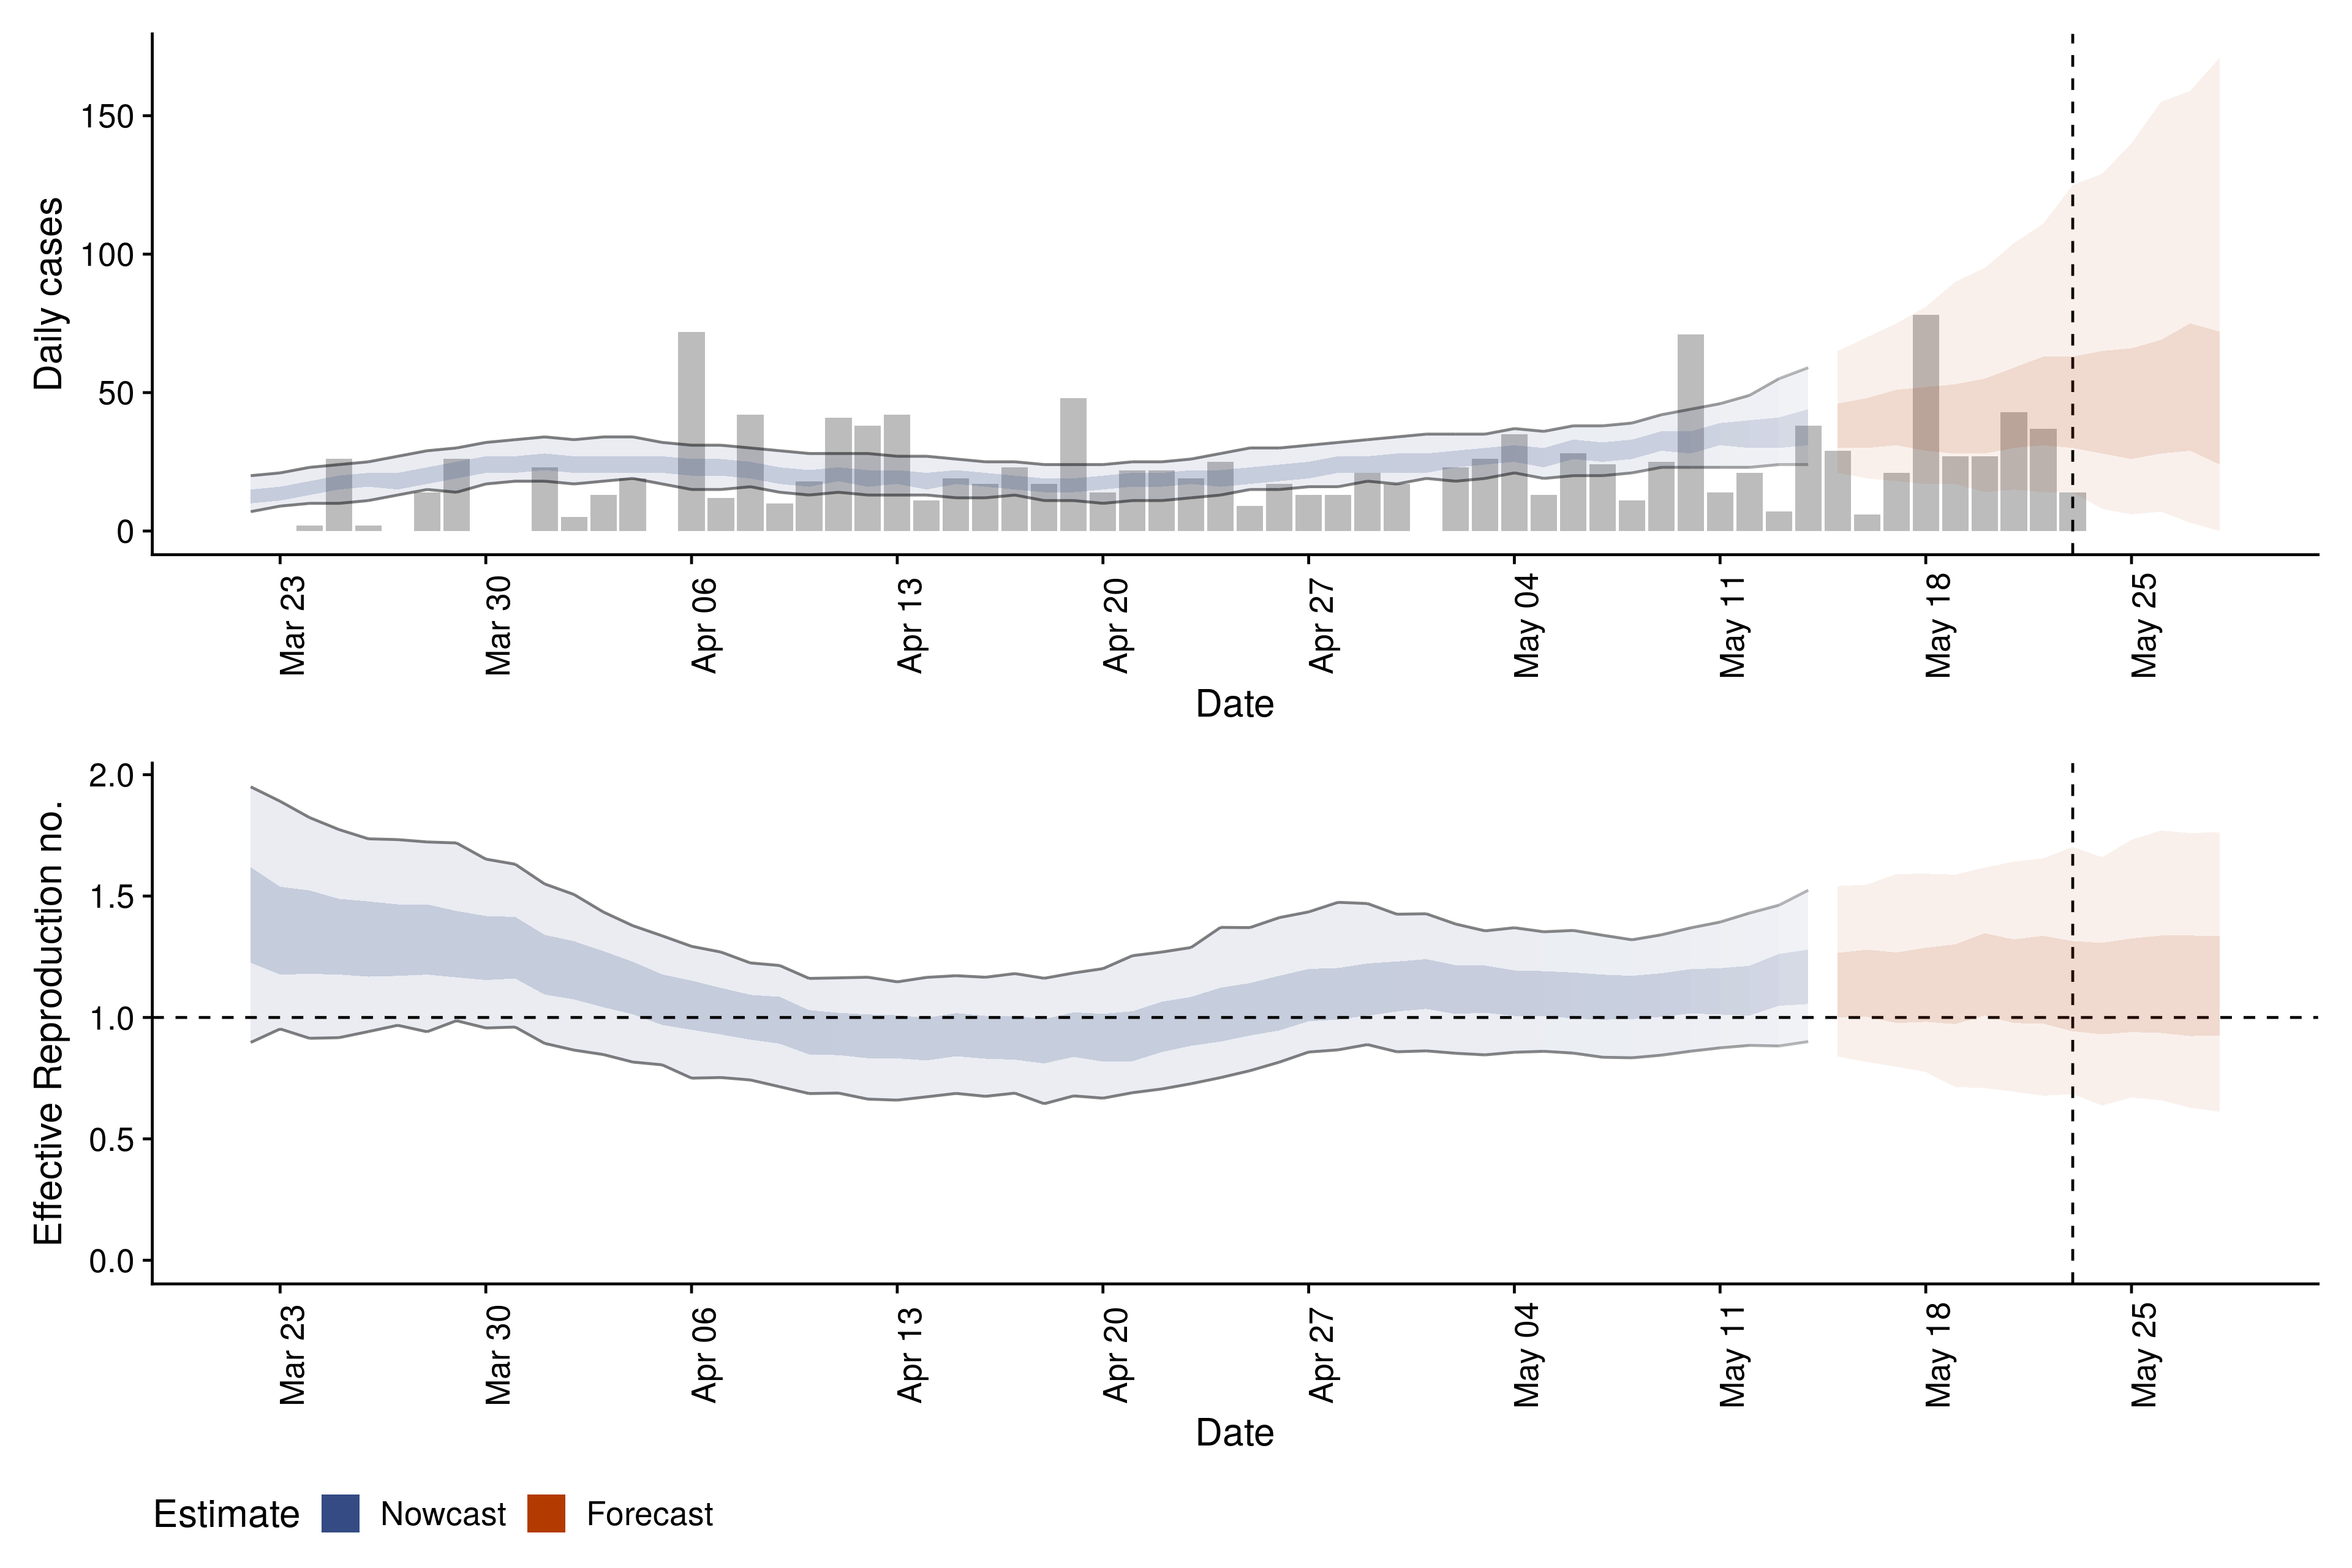 Daily cases
150
100
50
0
Mar 23
Mar 30
Apr 06
Apr 13
Apr 20
Apr 27
May 04
May 11
May 18
May 25
Date
Effective Reproduction no.
2.0
1.5
1.0
0.5
0.0
Mar 23
Mar 30
Apr 06
Apr 13
Apr 20
Apr 27
May 04
May 11
May 18
May 25
Date
Estimate Nowcast Forecast